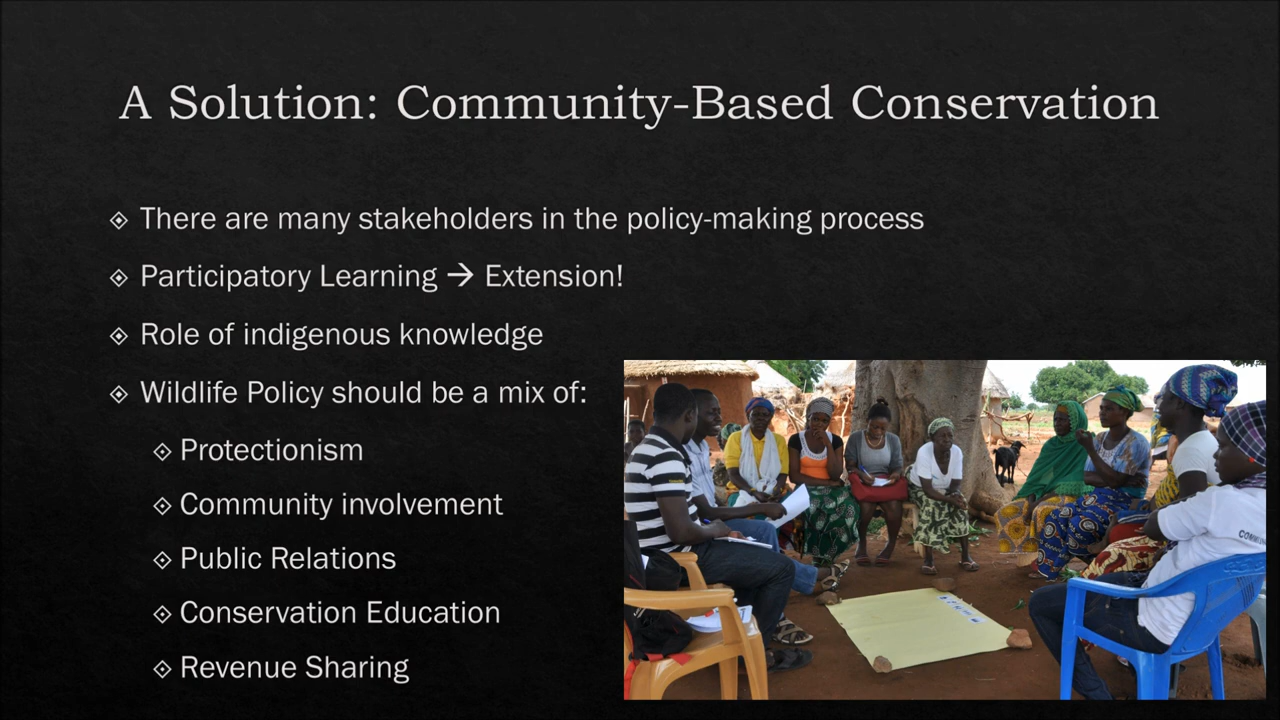 A Solution: Community-Based Conservation
There are many stakeholders in the policy-making process
Participatory Learning → Extension!
Role of indigenous knowledge
Wildlife Policy should be a mix of:
Protectionism
Community involvement
Public Relations
Conservation Education
Revenue Sharing